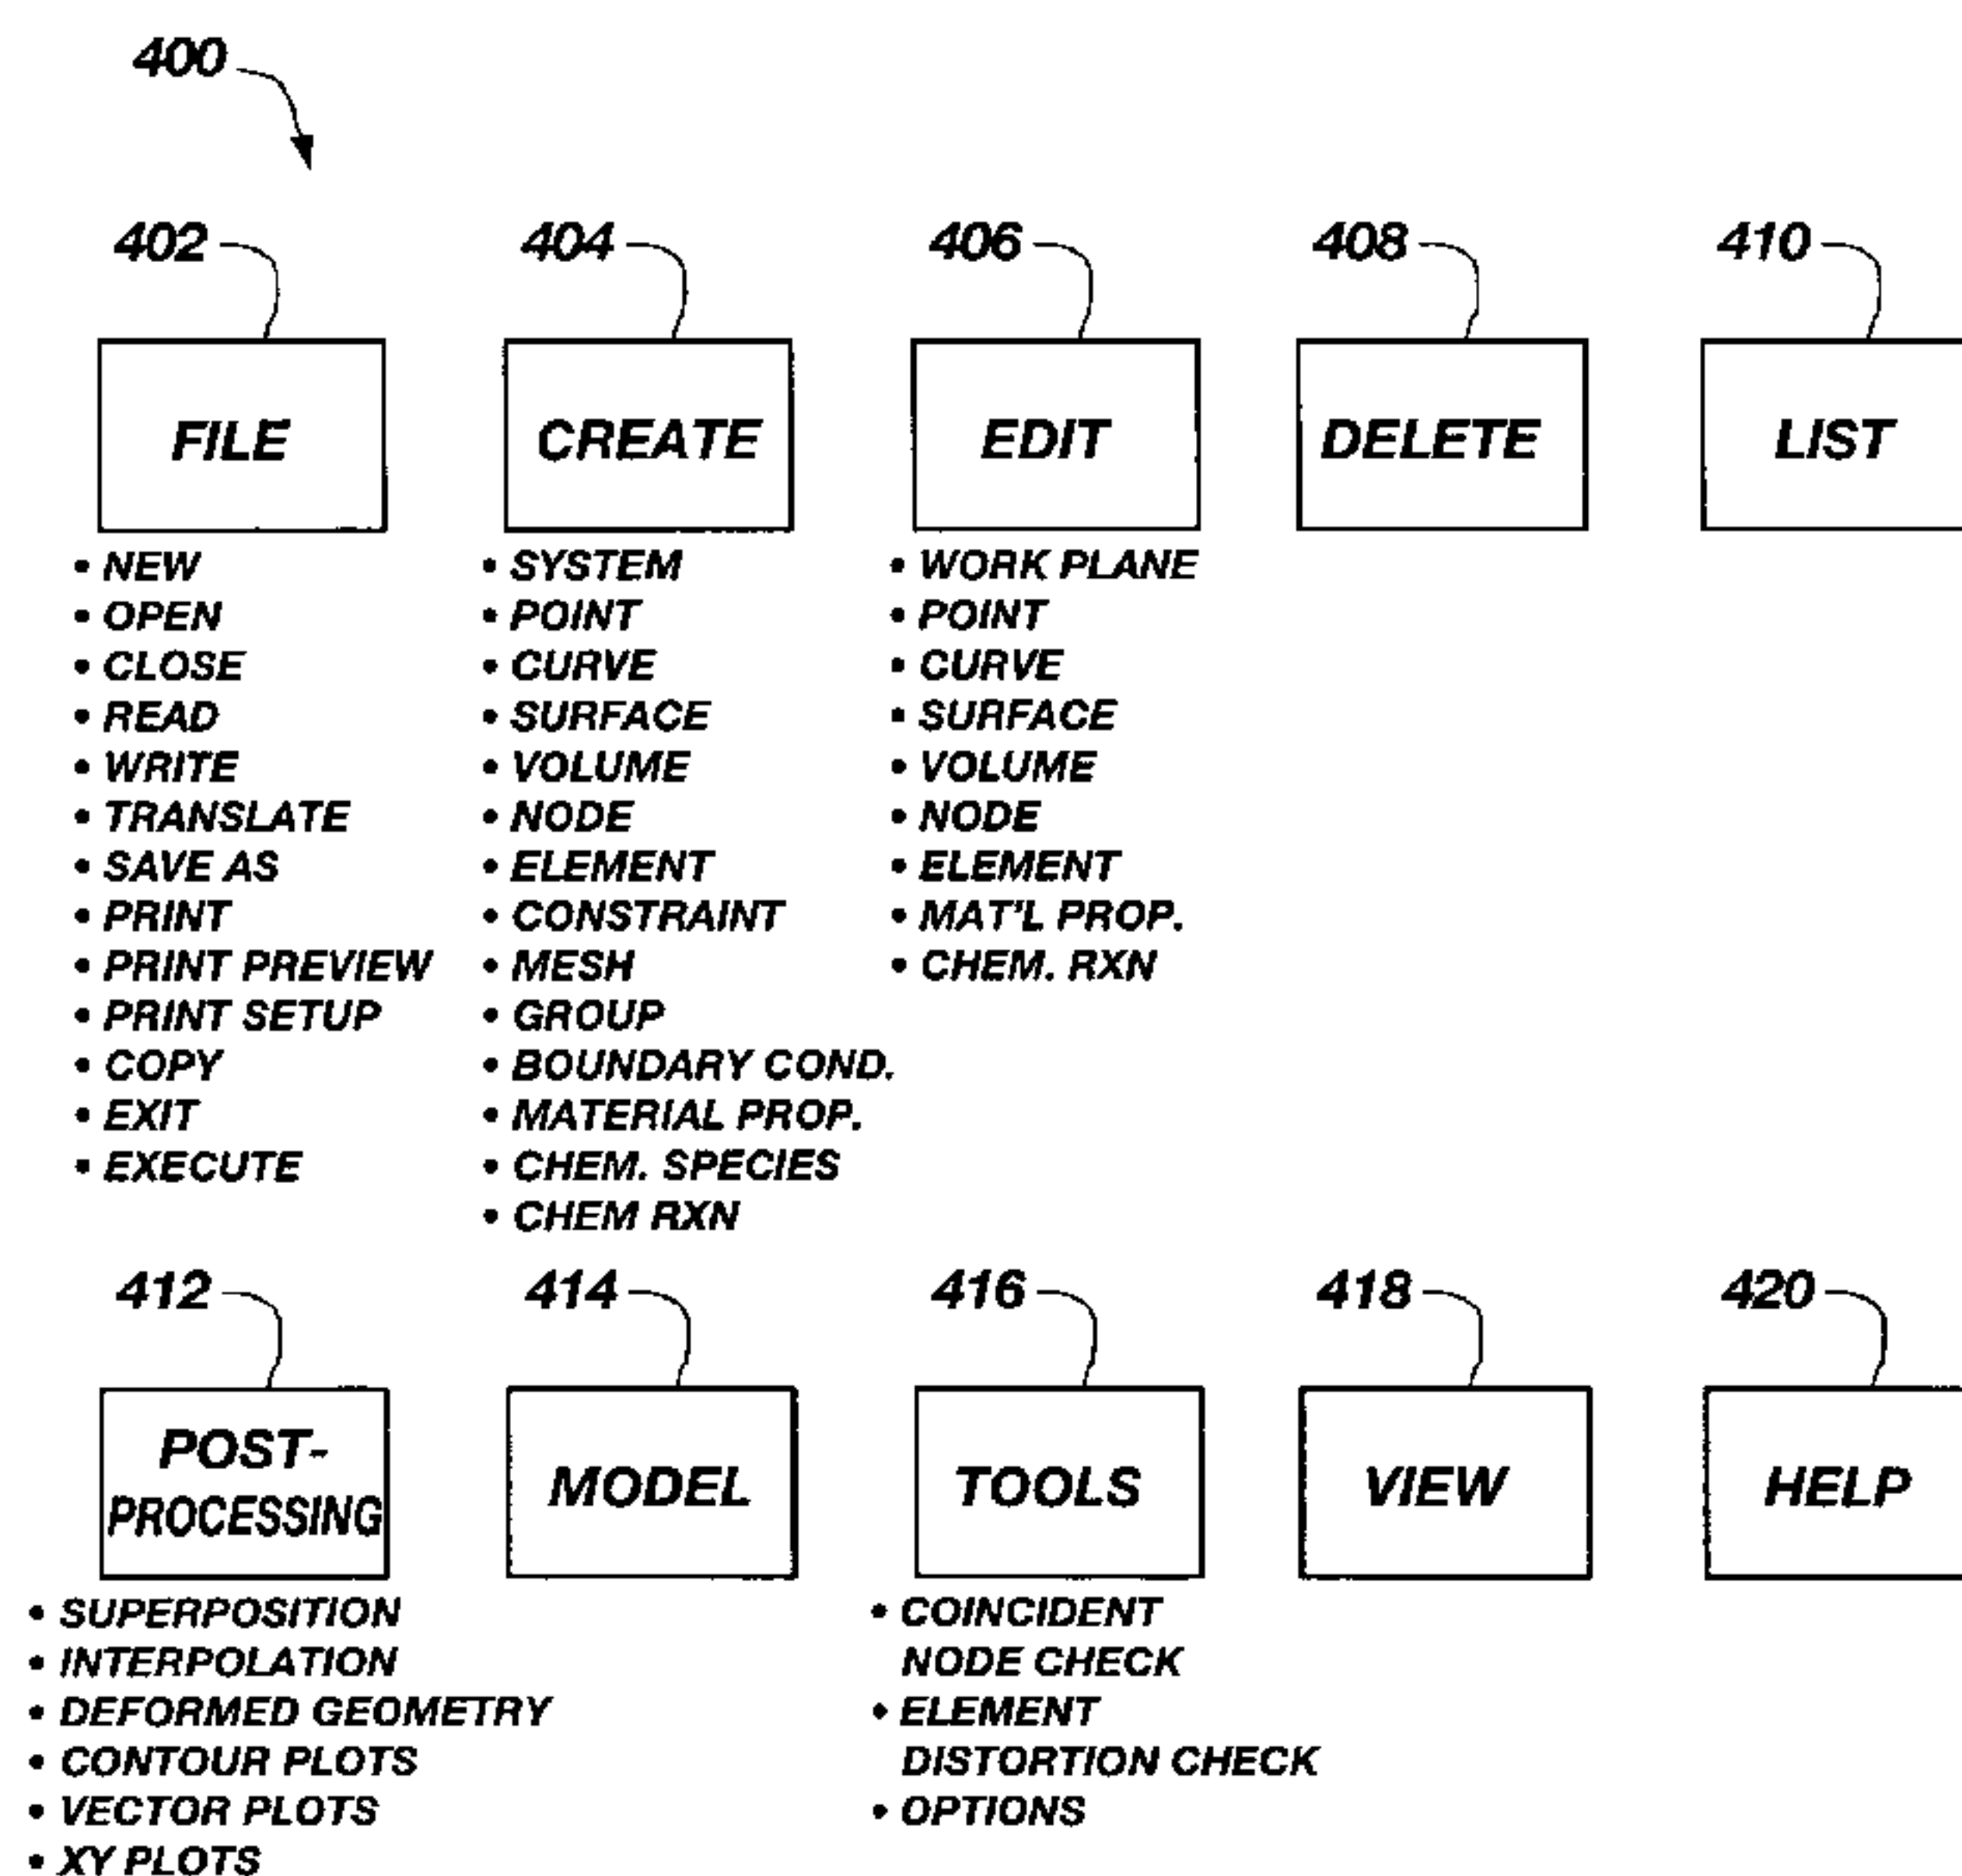 400
402
404
406
408
410
FILE
CREATE
EDIT
DELETE
LIST
• NEW
• OPEN
• CLOSE
• READ
• WRITE
• TRANSLATE
• SAVE AS
• PRINT
• PRINT PREVIEW
• PRINT SETUP
• COPY
• EXIT
• EXECUTE
• SYSTEM
• POINT
• CURVE
• SURFACE
• VOLUME
• NODE
• ELEMENT
• CONSTRAINT
• MESH
• GROUP
• BOUNDARY COND.
• MATERIAL PROP.
• CHEM. SPECIES
• CHEM RXN
• WORK PLANE
• POINT
• CURVE
• SURFACE
• VOLUME
• NODE
• ELEMENT
• MAT'L PROP.
• CHEM. RXN
412
414
416
418
420
POST-
PROCESSING
MODEL
TOOLS
VIEW
HELP
• SUPERPOSITION
• INTERPOLATION
• DEFORMED GEOMETRY
• CONTOUR PLOTS
• VECTOR PLOTS
• XY PLOTS
• COINCIDENT
NODE CHECK
• ELEMENT
DISTORTION CHECK
• OPTIONS